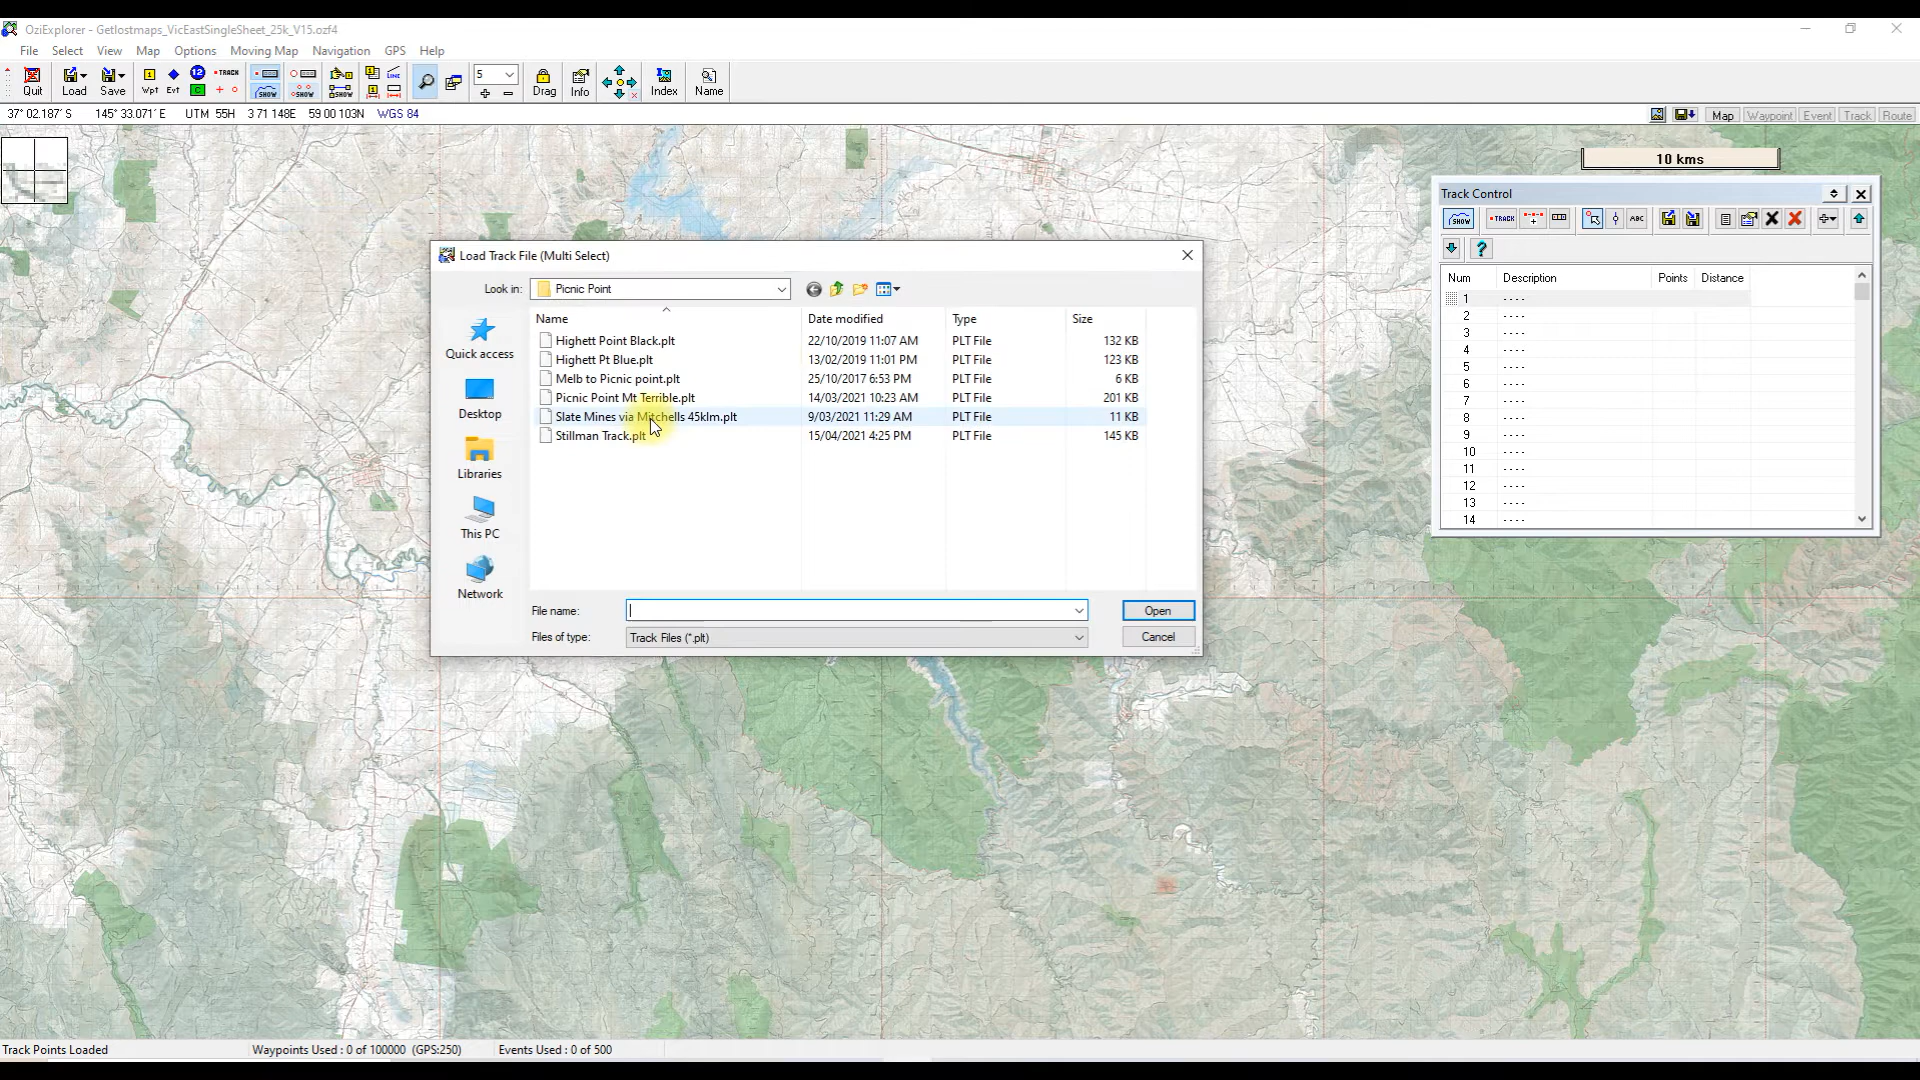 OziExplorer - Getlostmaps_VicEastSingleSheet_25k_V15.ozf4
File Select View Map Options Moving Map Navigation GPS Help
1 12 TRACK 5
Quit Load Save Wpt Evt C SHOW SHOW SHOW Drag Info Index Name
37° 02.187' S 145° 33.071' E UTM 55H 3 71 148E 59 00 103N WGS 84 Map Waypoint Event Track Route
10 kms
Track Control
SHOW TRACK ABC
?
Num Description Points Distance
1 ----
2 ----
3 ----
4 ----
5 ----
6 ----
7 ----
8 ----
9 ----
10 ----
11 ----
12 ----
13 ----
14 ----
Load Track File (Multi Select)
Look in: Picnic Point
Quick access
Desktop
Libraries
This PC
Network
Name Date modified Type Size
Highett Point Black.plt 22/10/2019 11:07 AM PLT File 132 KB
Highett Pt Blue.plt 13/02/2019 11:01 PM PLT File 123 KB
Melb to Picnic point.plt 25/10/2017 6:53 PM PLT File 6 KB
Picnic Point Mt Terrible.plt 14/03/2021 10:23 AM PLT File 201 KB
Slate Mines via Mitchells 45klm.plt 9/03/2021 11:29 AM PLT File 11 KB
Stillman Track.plt 15/04/2021 4:25 PM PLT File 145 KB
File name: Open
Files of type: Track Files (*.plt) Cancel
Track Points Loaded Waypoints Used : 0 of 100000 (GPS:250) Events Used : 0 of 500